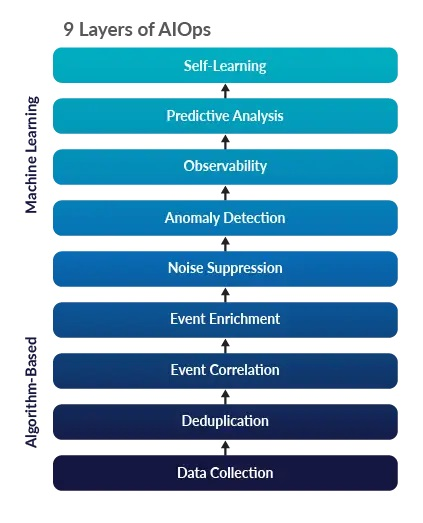 9 Layers of AIOps
Self-Learning
Predictive Analysis
Observability
Anomaly Detection
Noise Suppression
Event Enrichment
Event Correlation
Deduplication
Data Collection
Machine Learning
Algorithm-Based